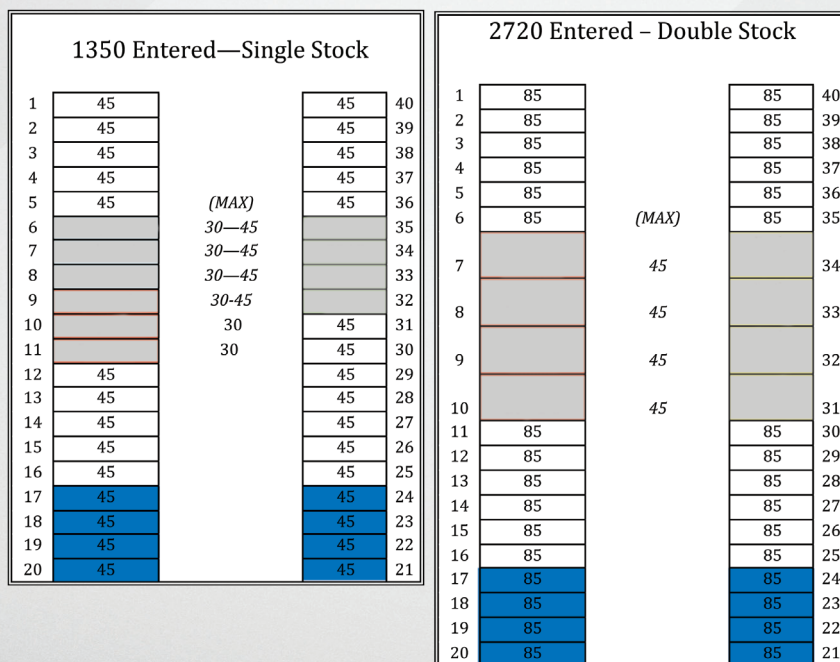 1350 Entered—Single Stock
1 45 45 40
2 45 45 39
3 45 45 38
4 45 45 37
5 45 (MAX) 45 36
6 30—45 35
7 30—45 34
8 30—45 33
9 30-45 32
10 30 45 31
11 30 45 30
12 45 45 29
13 45 45 28
14 45 45 27
15 45 45 26
16 45 45 25
17 45 45 24
18 45 45 23
19 45 45 22
20 45 45 21
2720 Entered – Double Stock
1 85 85 40
2 85 85 39
3 85 85 38
4 85 85 37
5 85 85 36
6 85 (MAX) 85 35
7 45 34
8 45 33
9 45 32
10 45 31
11 85 85 30
12 85 85 29
13 85 85 28
14 85 85 27
15 85 85 26
16 85 85 25
17 85 85 24
18 85 85 23
19 85 85 22
20 85 85 21